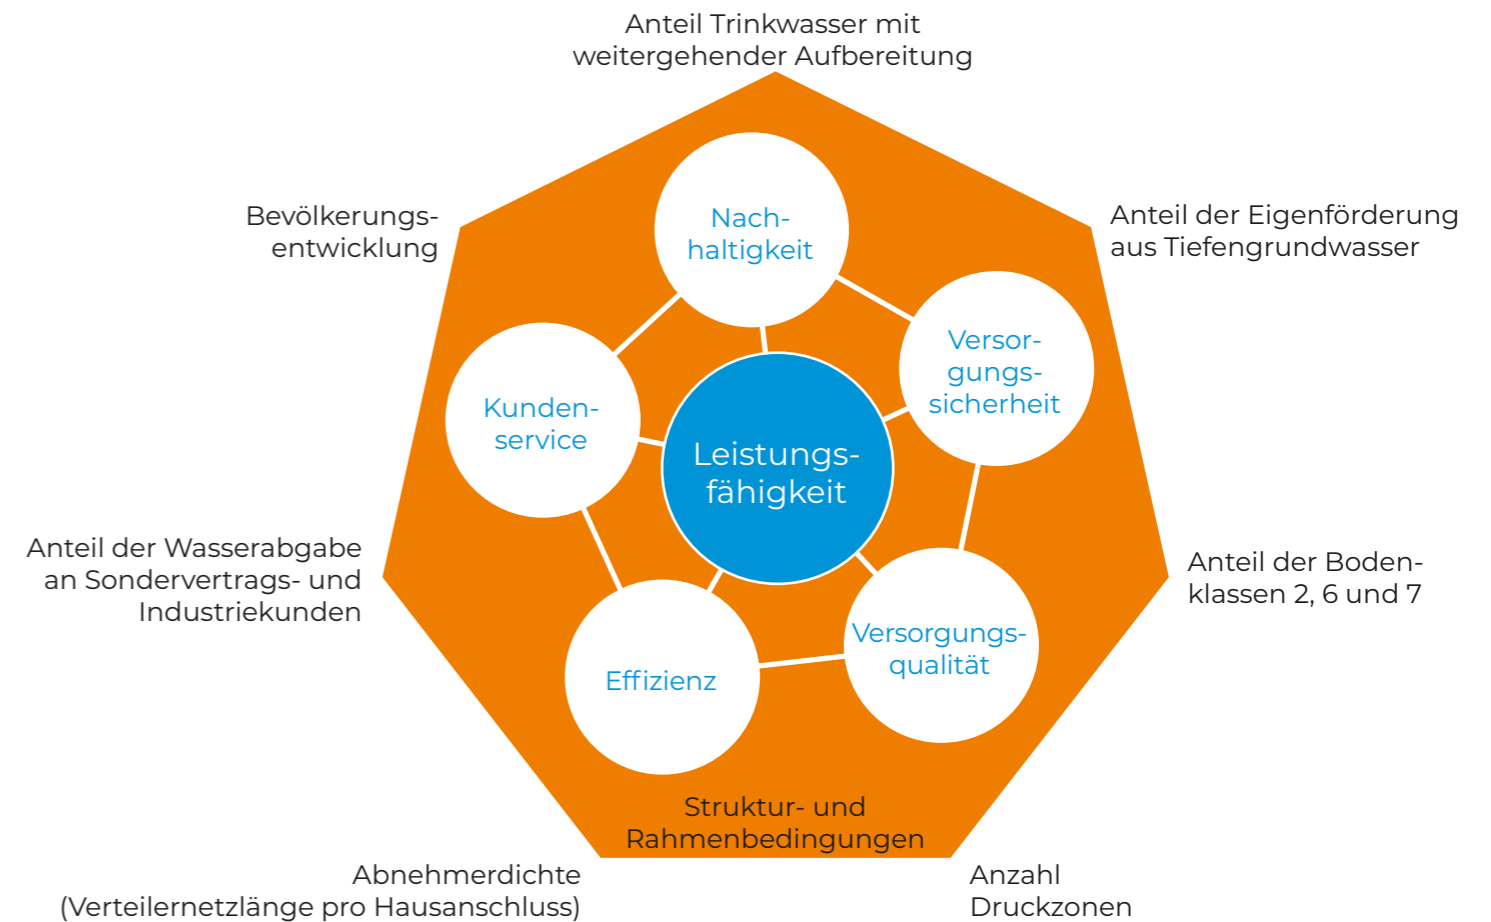 Anteil Trinkwasser mit
weitergehender Aufbereitung
Bevölkerungs-
entwicklung
Anteil der Eigenförderung
aus Tiefengrundwasser
Nach-
haltigkeit
Versor-
gungs-
sicherheit
Kunden-
service
Leistungs-
fähigkeit
Anteil der Wasserabgabe
an Sondervertrags- und
Industriekunden
Anteil der Boden-
klassen 2, 6 und 7
Versorgungs-
qualität
Effizienz
Struktur- und
Rahmenbedingungen
Abnehmerdichte
(Verteilernetzlänge pro Hausanschluss)
Anzahl
Druckzonen